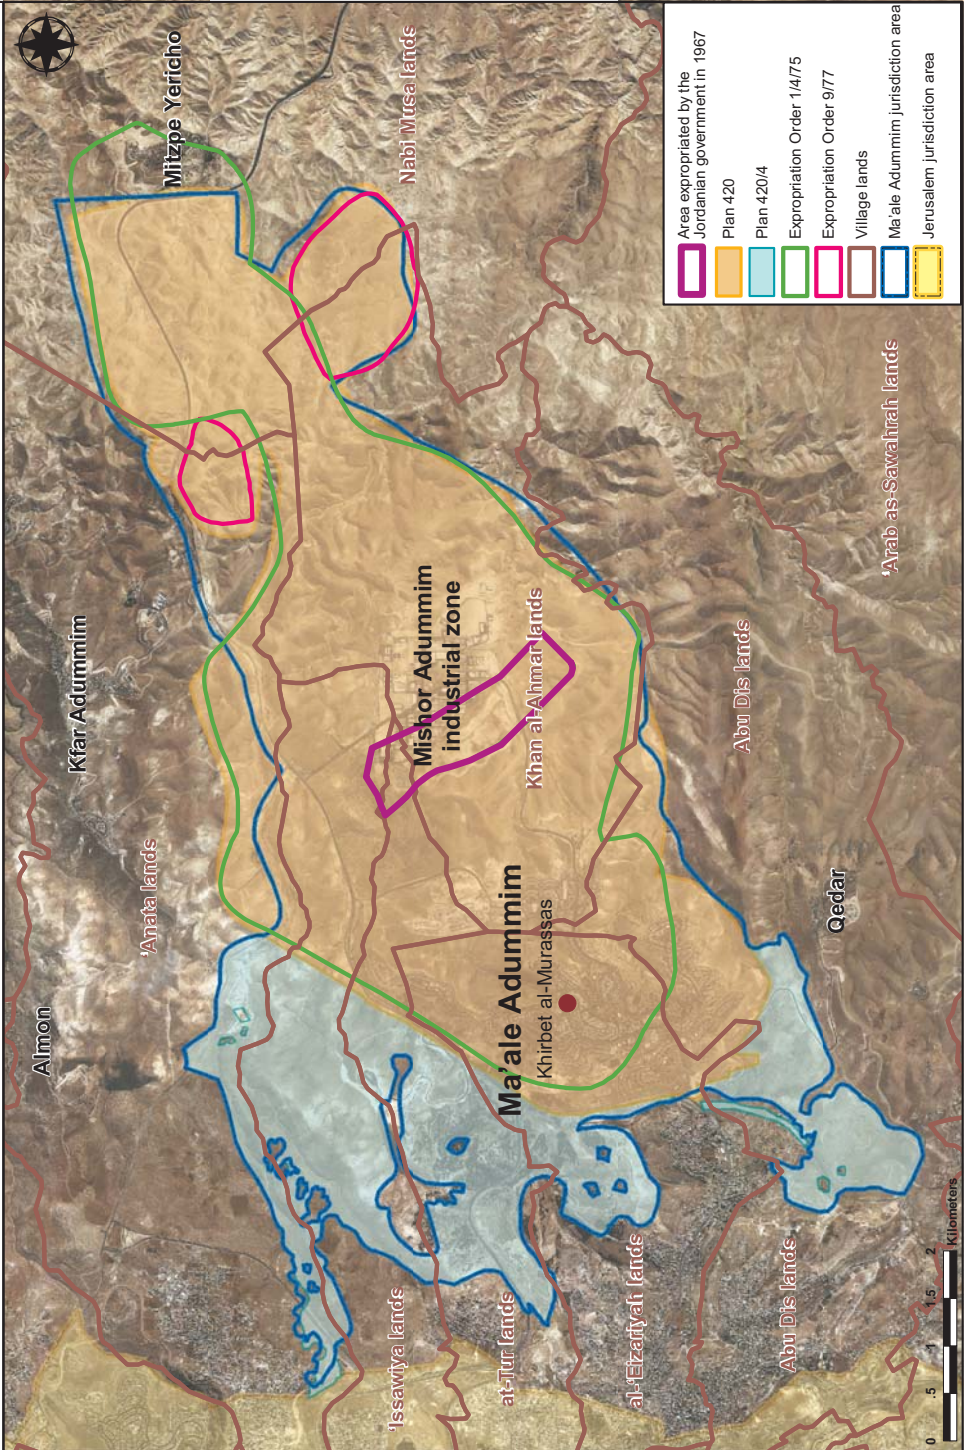 Mitzpe Yericho
Nabi Musa lands
Kfar Adummim
'Anata lands
Almon
Mishor Adummim
industrial zone
Khan al-Ahmar lands
'Arab as-Sawahrah lands
Abu Dis lands
Qedar
Ma'ale Adummim
Khirbet al-Murassas
'Issawiya lands
at-Tur lands
al-'Eizariyah lands
Abu Dis lands
Area expropriated by the
Jordanian government in 1967
Plan 420
Plan 420/4
Expropriation Order 1/4/75
Expropriation Order 9/77
Village lands
Ma'ale Adummim jurisdiction area
Jerusalem jurisdiction area
0 .5 1 1.5 2
Kilometers